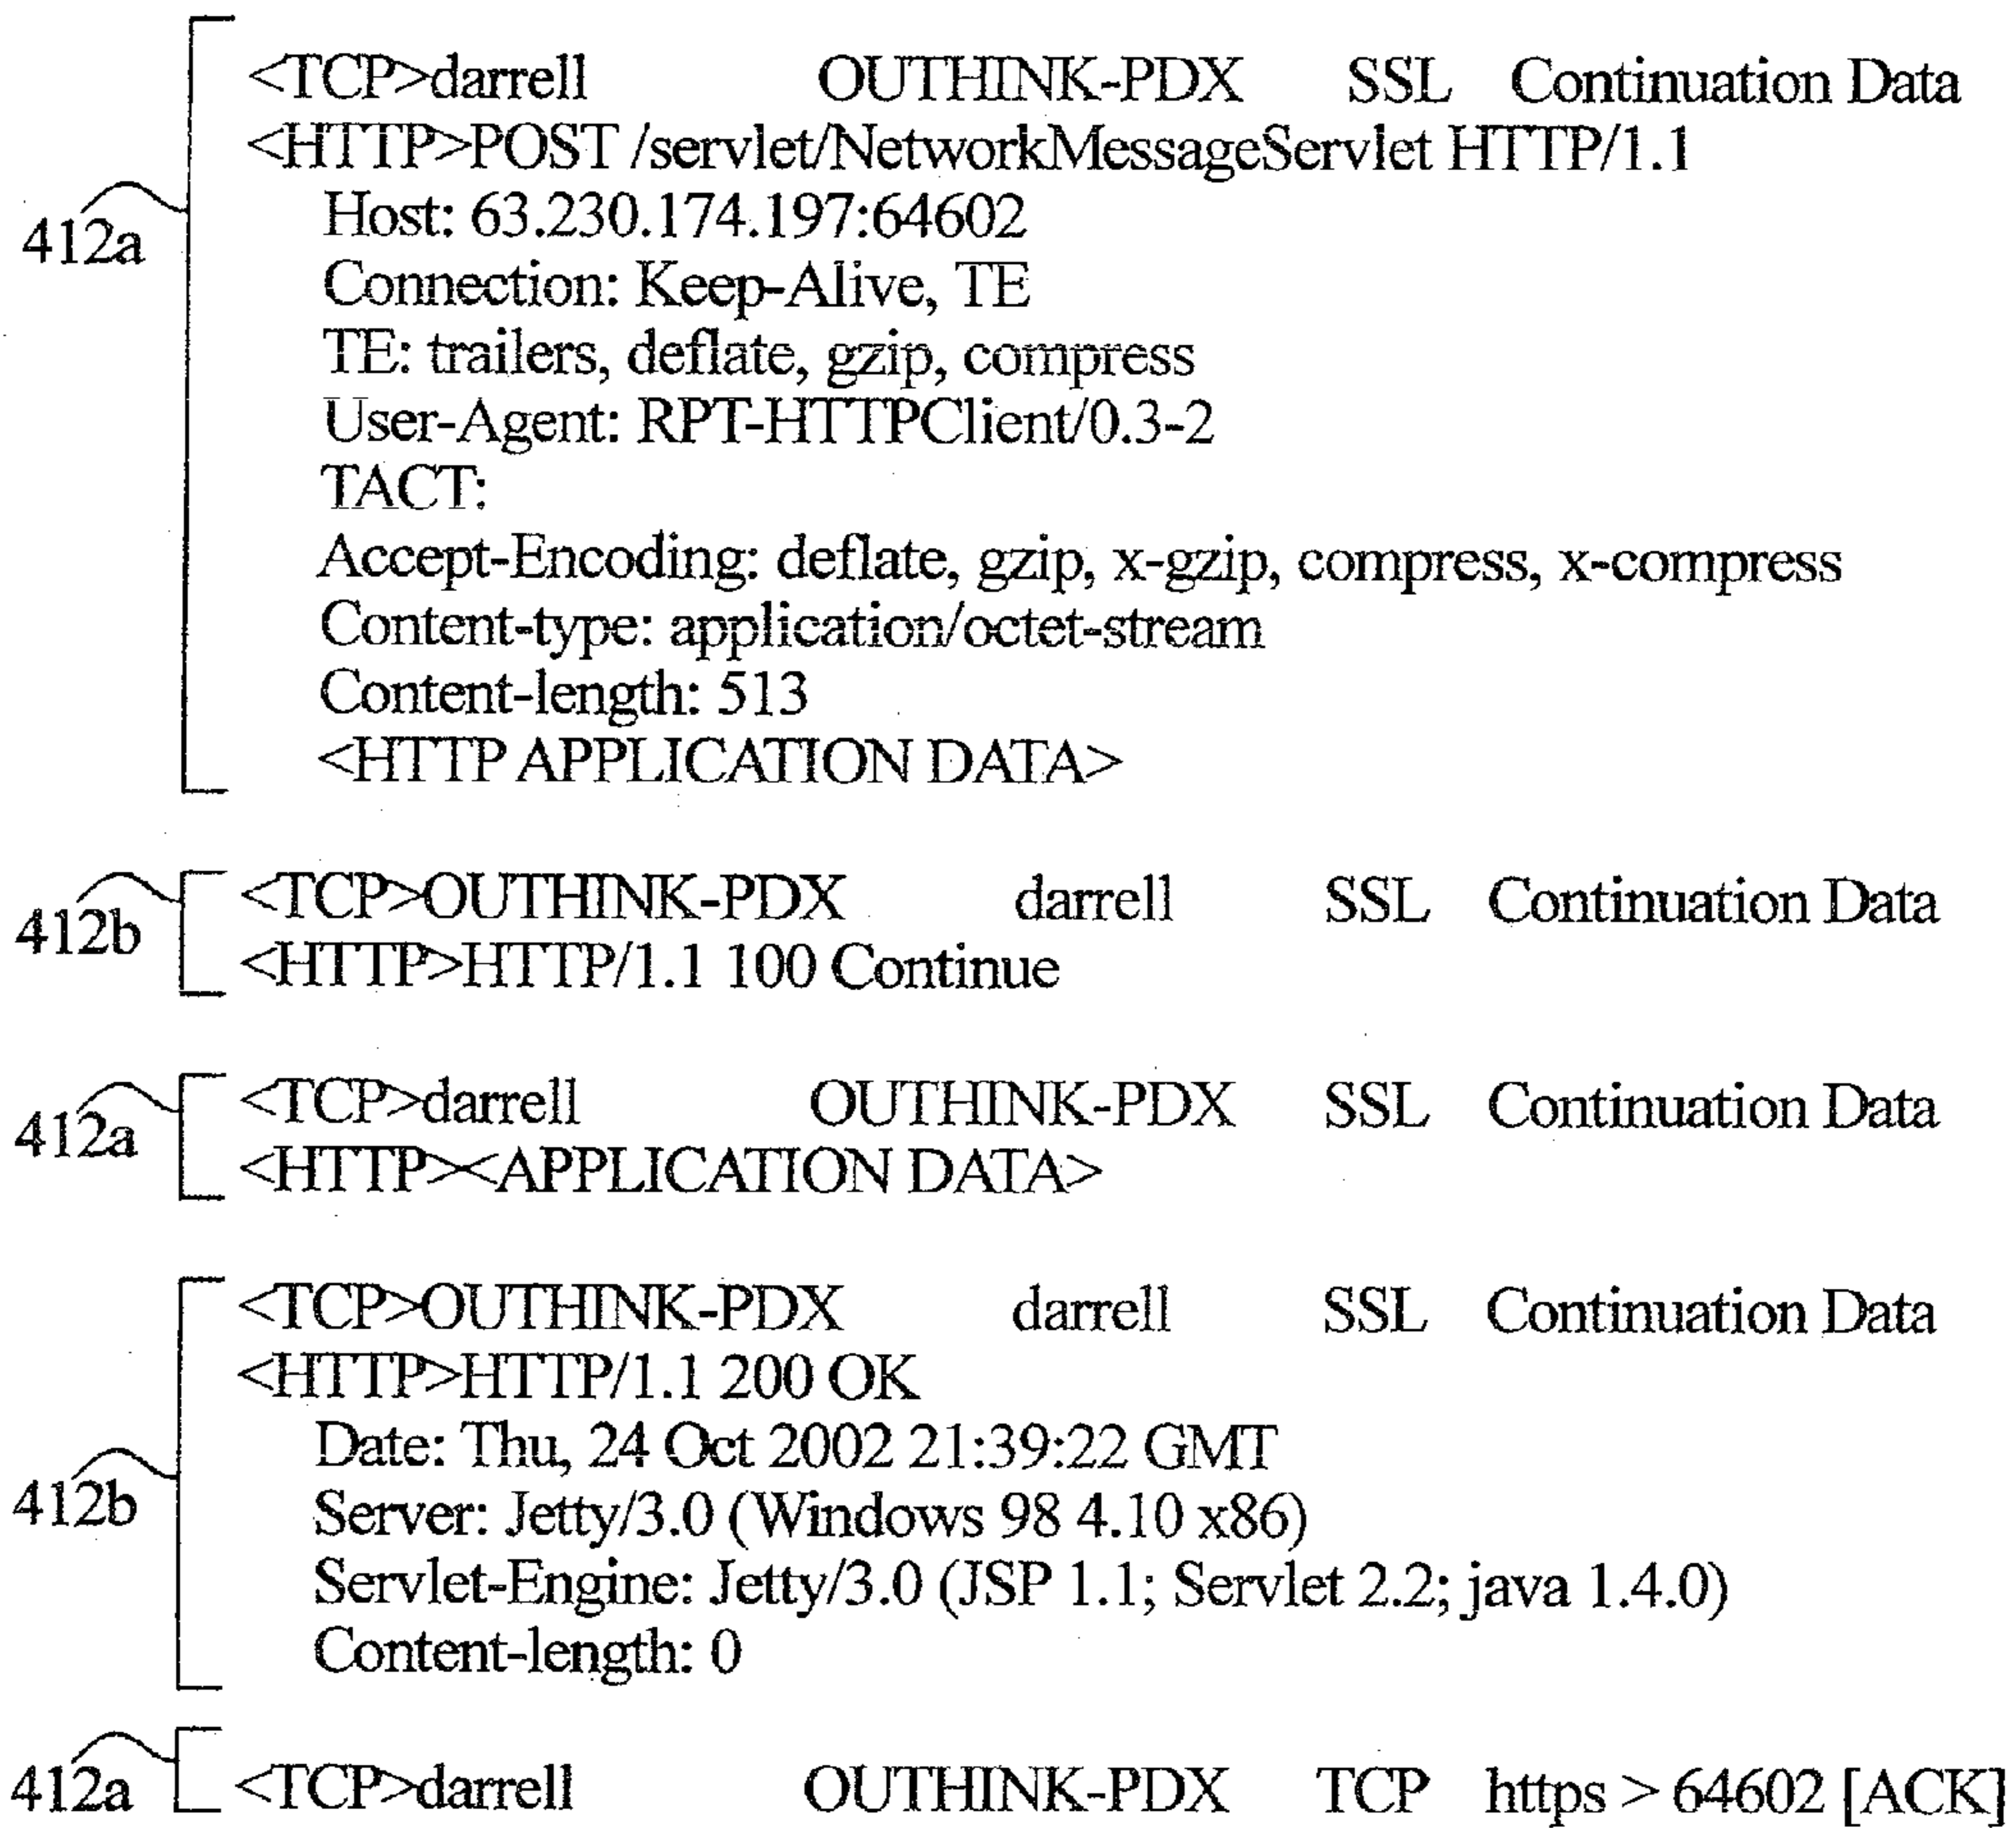 <TCP>darrell OUTHINK-PDX SSL Continuation Data
<HTTP>POST /servlet/NetworkMessageServlet HTTP/1.1
412a
Host: 63.230.174.197:64602
Connection: Keep-Alive, TE
TE: trailers, deflate, gzip, compress
User-Agent: RPT-HTTPClient/0.3-2
TACT:
Accept-Encoding: deflate, gzip, x-gzip, compress, x-compress
Content-type: application/octet-stream
Content-length: 513
<HTTP APPLICATION DATA>
412b
<TCP>OUTHINK-PDX darrell SSL Continuation Data
<HTTP>HTTP/1.1 100 Continue
412a
<TCP>darrell OUTHINK-PDX SSL Continuation Data
<HTTP><APPLICATION DATA>
<TCP>OUTHINK-PDX darrell SSL Continuation Data
<HTTP>HTTP/1.1 200 OK
Date: Thu, 24 Oct 2002 21:39:22 GMT
412b
Server: Jetty/3.0 (Windows 98 4.10 x86)
Servlet-Engine: Jetty/3.0 (JSP 1.1; Servlet 2.2; java 1.4.0)
Content-length: 0
412a
<TCP>darrell OUTHINK-PDX TCP https > 64602 [ACK]